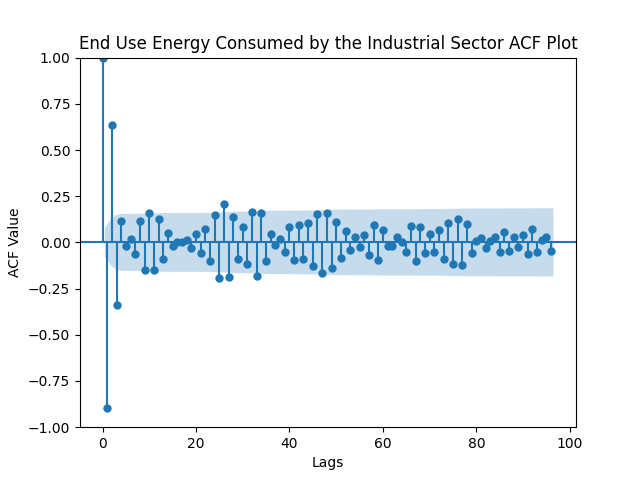 End Use Energy Consumed by the Industrial Sector ACF Plot
1.00
0.75
0.50
0.25
0.00
−0.25
−0.50
−0.75
−1.00
ACF Value
0 20 40 60 80 100
Lags